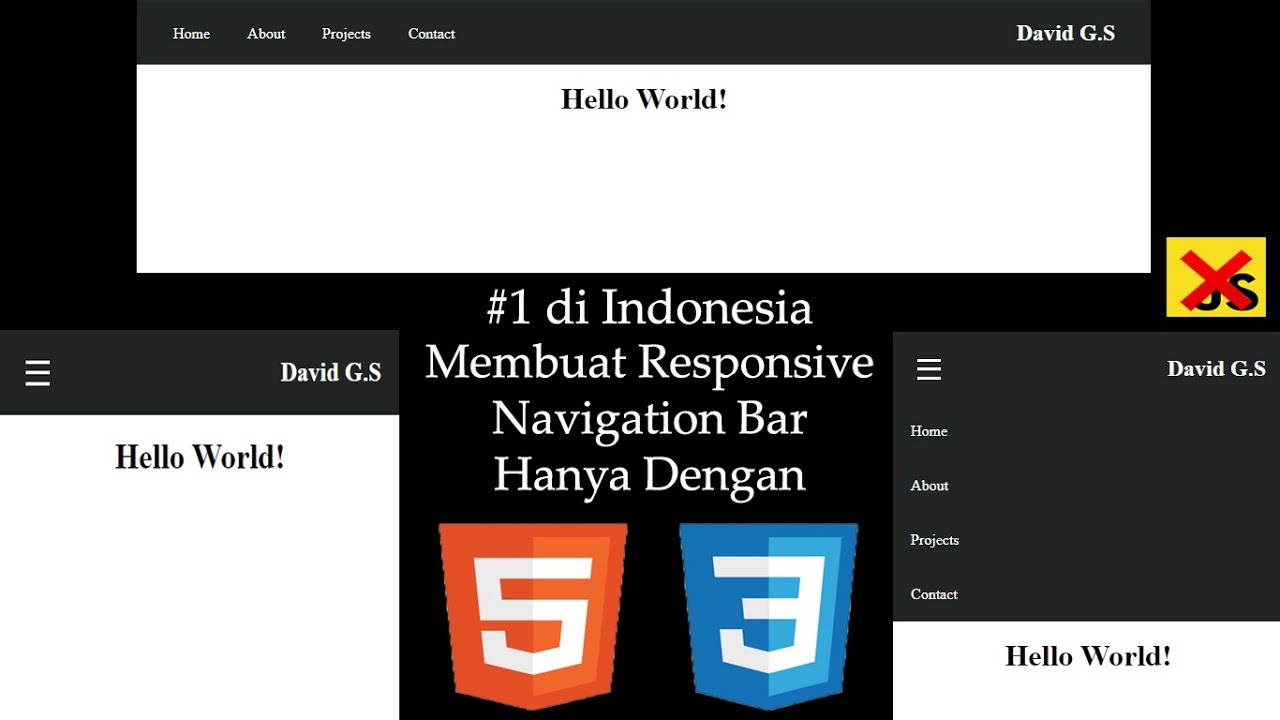 Home About Projects Contact David G.S
Hello World!
JS
#1 di Indonesia
Membuat Responsive
Navigation Bar
Hanya Dengan
5 3
☰ David G.S
Hello World!
☰ David G.S
Home
About
Projects
Contact
Hello World!